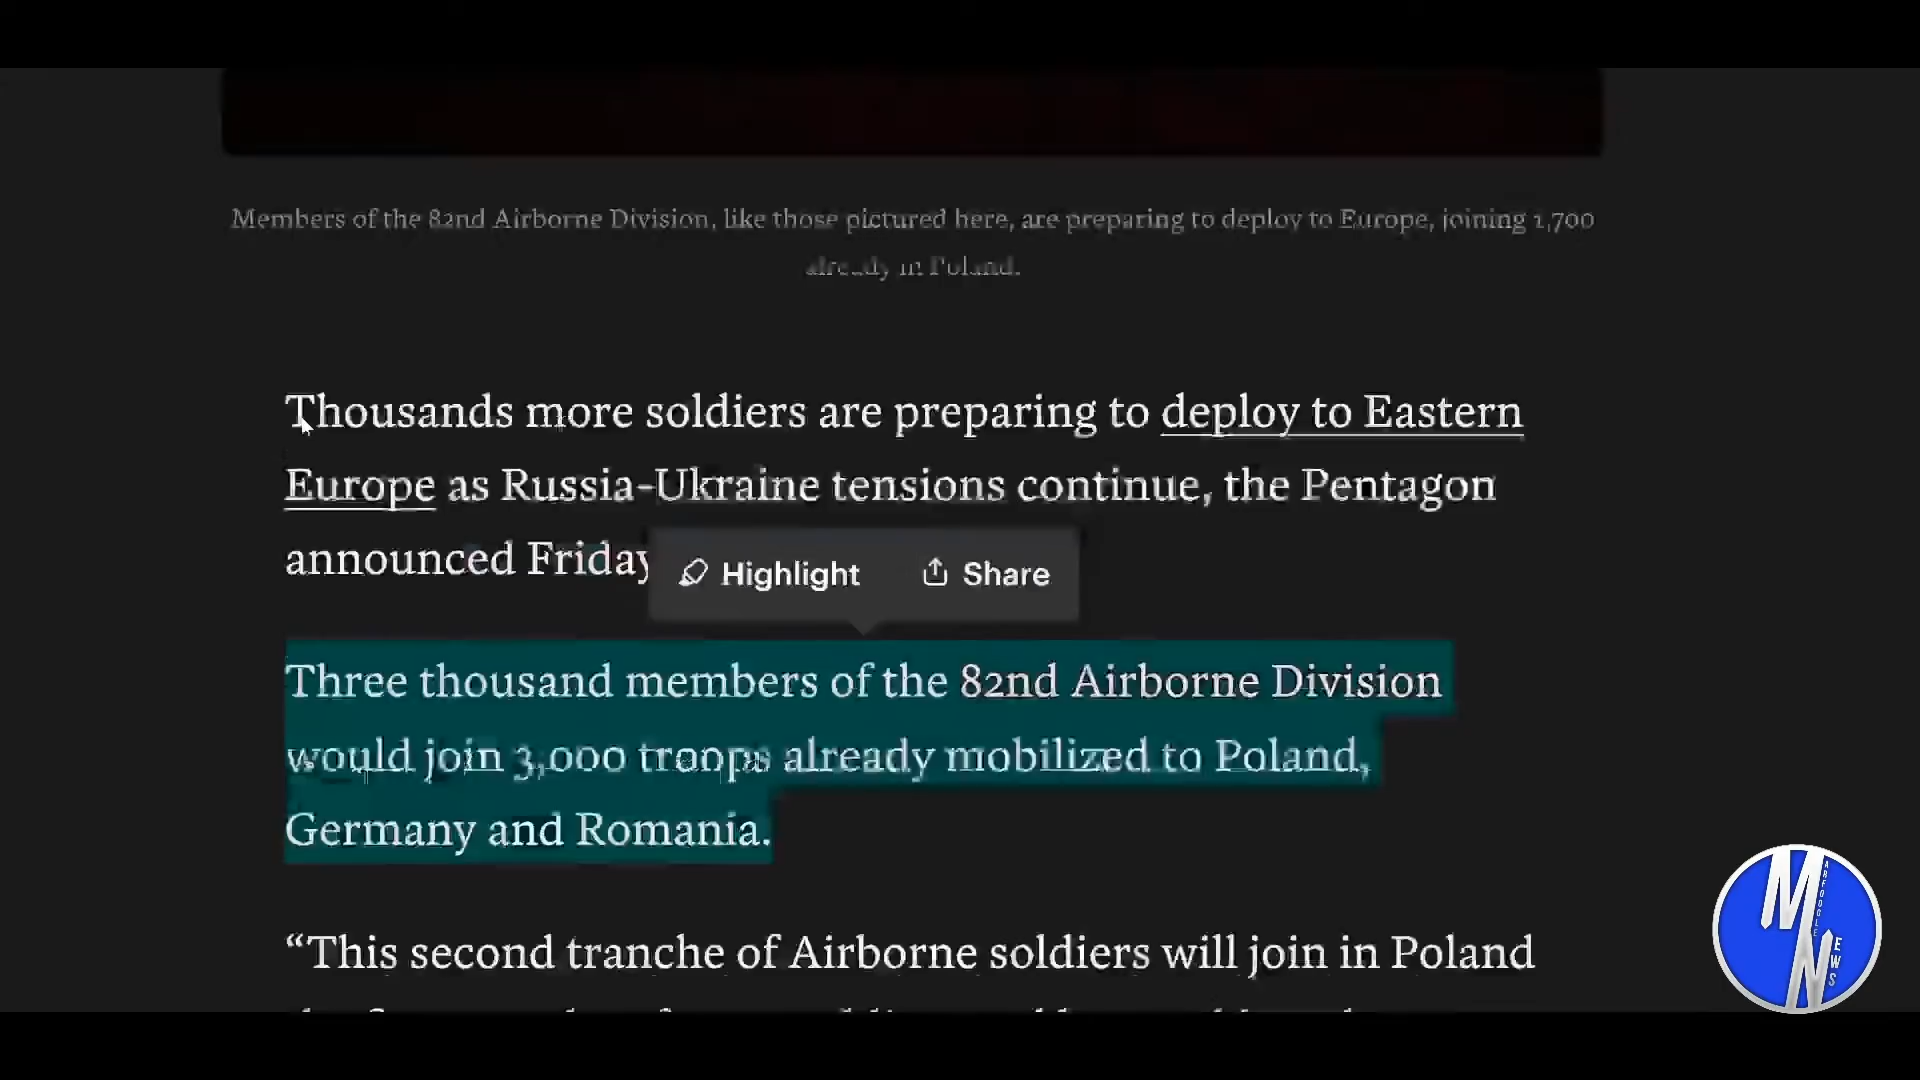 Members of the 82nd Airborne Division, like those pictured here, are preparing to deploy to Europe, joining 1,700
already in Poland.
Thousands more soldiers are preparing to deploy to Eastern
Europe as Russia-Ukraine tensions continue, the Pentagon
announced Friday
Highlight Share
Three thousand members of the 82nd Airborne Division
would join 3,000 troops already mobilized to Poland,
Germany and Romania.
“This second tranche of Airborne soldiers will join in Poland
MARFOOGLE
NEWS